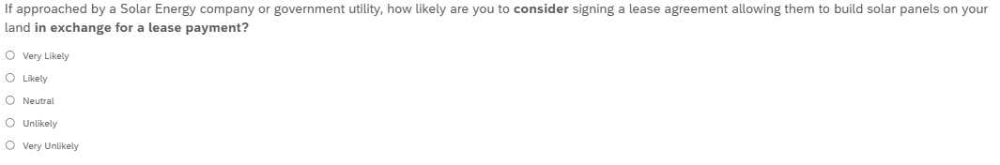 If approached by a Solar Energy company or government utility, how likely are you to consider signing a lease agreement allowing them to build solar panels on your
land in exchange for a lease payment?
Very Likely
Likely
Neutral
Unlikely
Very Unlikely